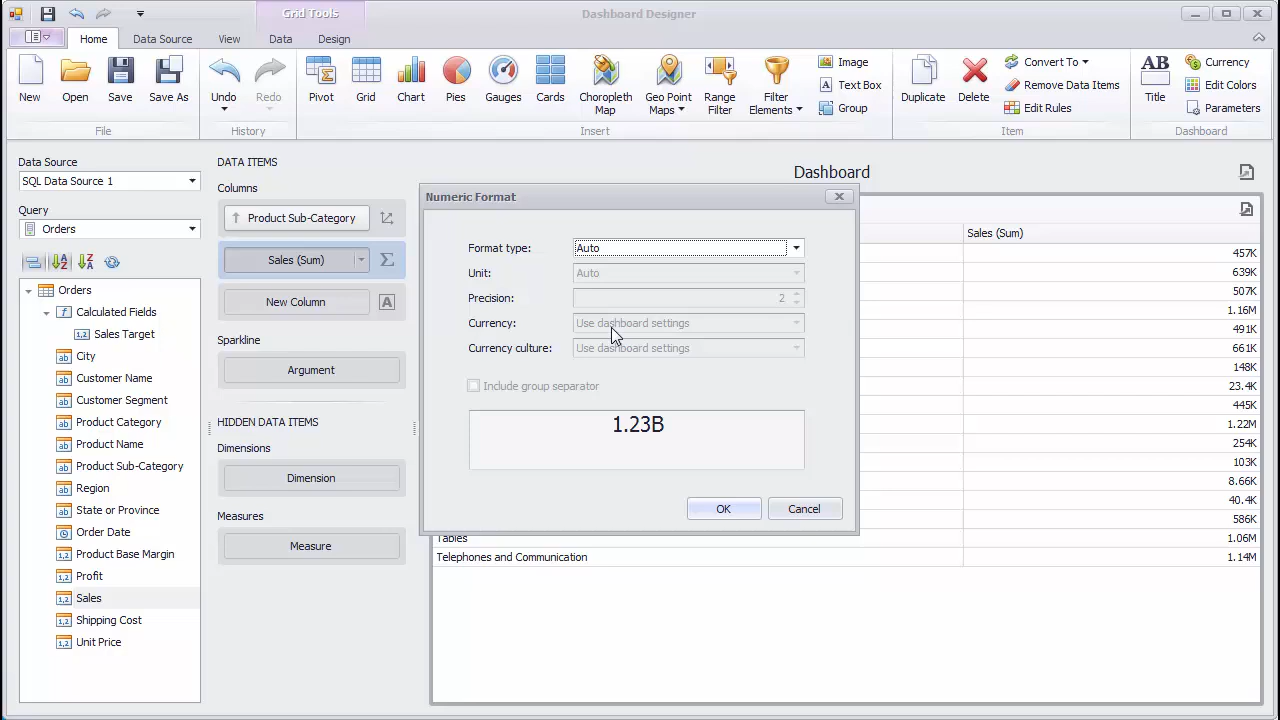 Grid Tools
Dashboard Designer
Home
Data Source
View
Data
Design
New
Open
Save
Save As
File
Undo
Redo
History
Pivot
Grid
Chart
Pies
Gauges
Cards
Choropleth
Map
Geo Point
Maps
Range
Filter
Filter
Elements
Image
Text Box
Group
Insert
Duplicate
Delete
Convert To
Remove Data Items
Edit Rules
Item
AB
Title
Currency
Edit Colors
Parameters
Dashboard
Data Source
SQL Data Source 1
Query
Orders
Orders
Calculated Fields
Sales Target
City
Customer Name
Customer Segment
Product Category
Product Name
Product Sub-Category
Region
State or Province
Order Date
Product Base Margin
Profit
Sales
Shipping Cost
Unit Price
DATA ITEMS
Columns
Product Sub-Category
Sales (Sum)
New Column
Sparkline
Argument
HIDDEN DATA ITEMS
Dimensions
Dimension
Measures
Measure
Dashboard
Numeric Format
Format type: Auto
Unit: Auto
Precision: 2
Currency: Use dashboard settings
Currency culture: Use dashboard settings
Include group separator
1.23B
OK Cancel
Sales (Sum)
457K
639K
507K
1.16M
491K
661K
148K
23.4K
445K
1.22M
254K
103K
8.66K
40.4K
586K
Tables 1.06M
Telephones and Communication 1.14M